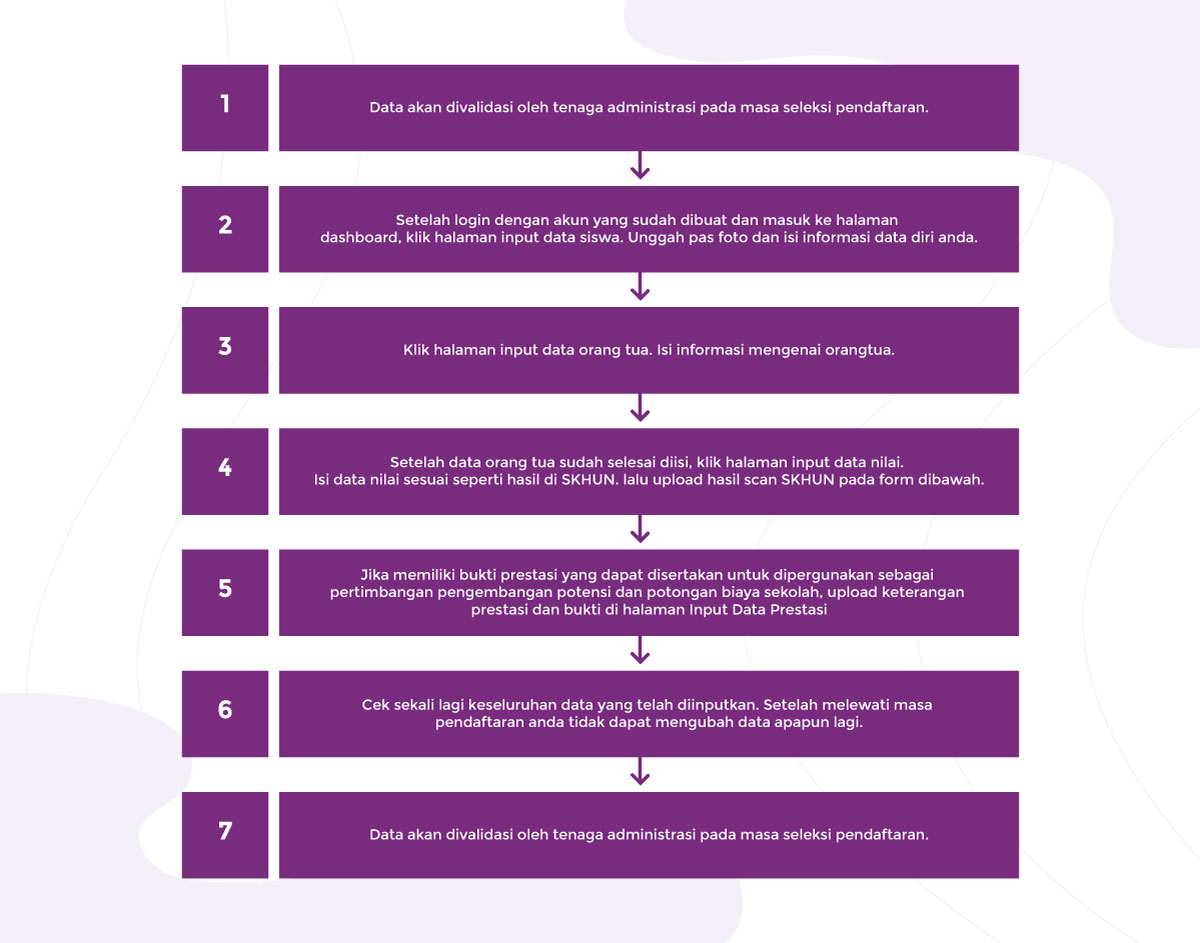 1
Data akan divalidasi oleh tenaga administrasi pada masa seleksi pendaftaran.
2
Setelah login dengan akun yang sudah dibuat dan masuk ke halaman
dashboard, klik halaman input data siswa. Unggah pas foto dan isi informasi data diri anda.
3
Klik halaman input data orang tua. Isi informasi mengenai orangtua.
4
Setelah data orang tua sudah selesai diisi, klik halaman input data nilai.
Isi data nilai sesuai seperti hasil di SKHUN. lalu upload hasil scan SKHUN pada form dibawah.
5
Jika memiliki bukti prestasi yang dapat disertakan untuk dipergunakan sebagai
pertimbangan pengembangan potensi dan potongan biaya sekolah, upload keterangan
prestasi dan bukti di halaman Input Data Prestasi
6
Cek sekali lagi keseluruhan data yang telah diinputkan. Setelah melewati masa
pendaftaran anda tidak dapat mengubah data apapun lagi.
7
Data akan divalidasi oleh tenaga administrasi pada masa seleksi pendaftaran.